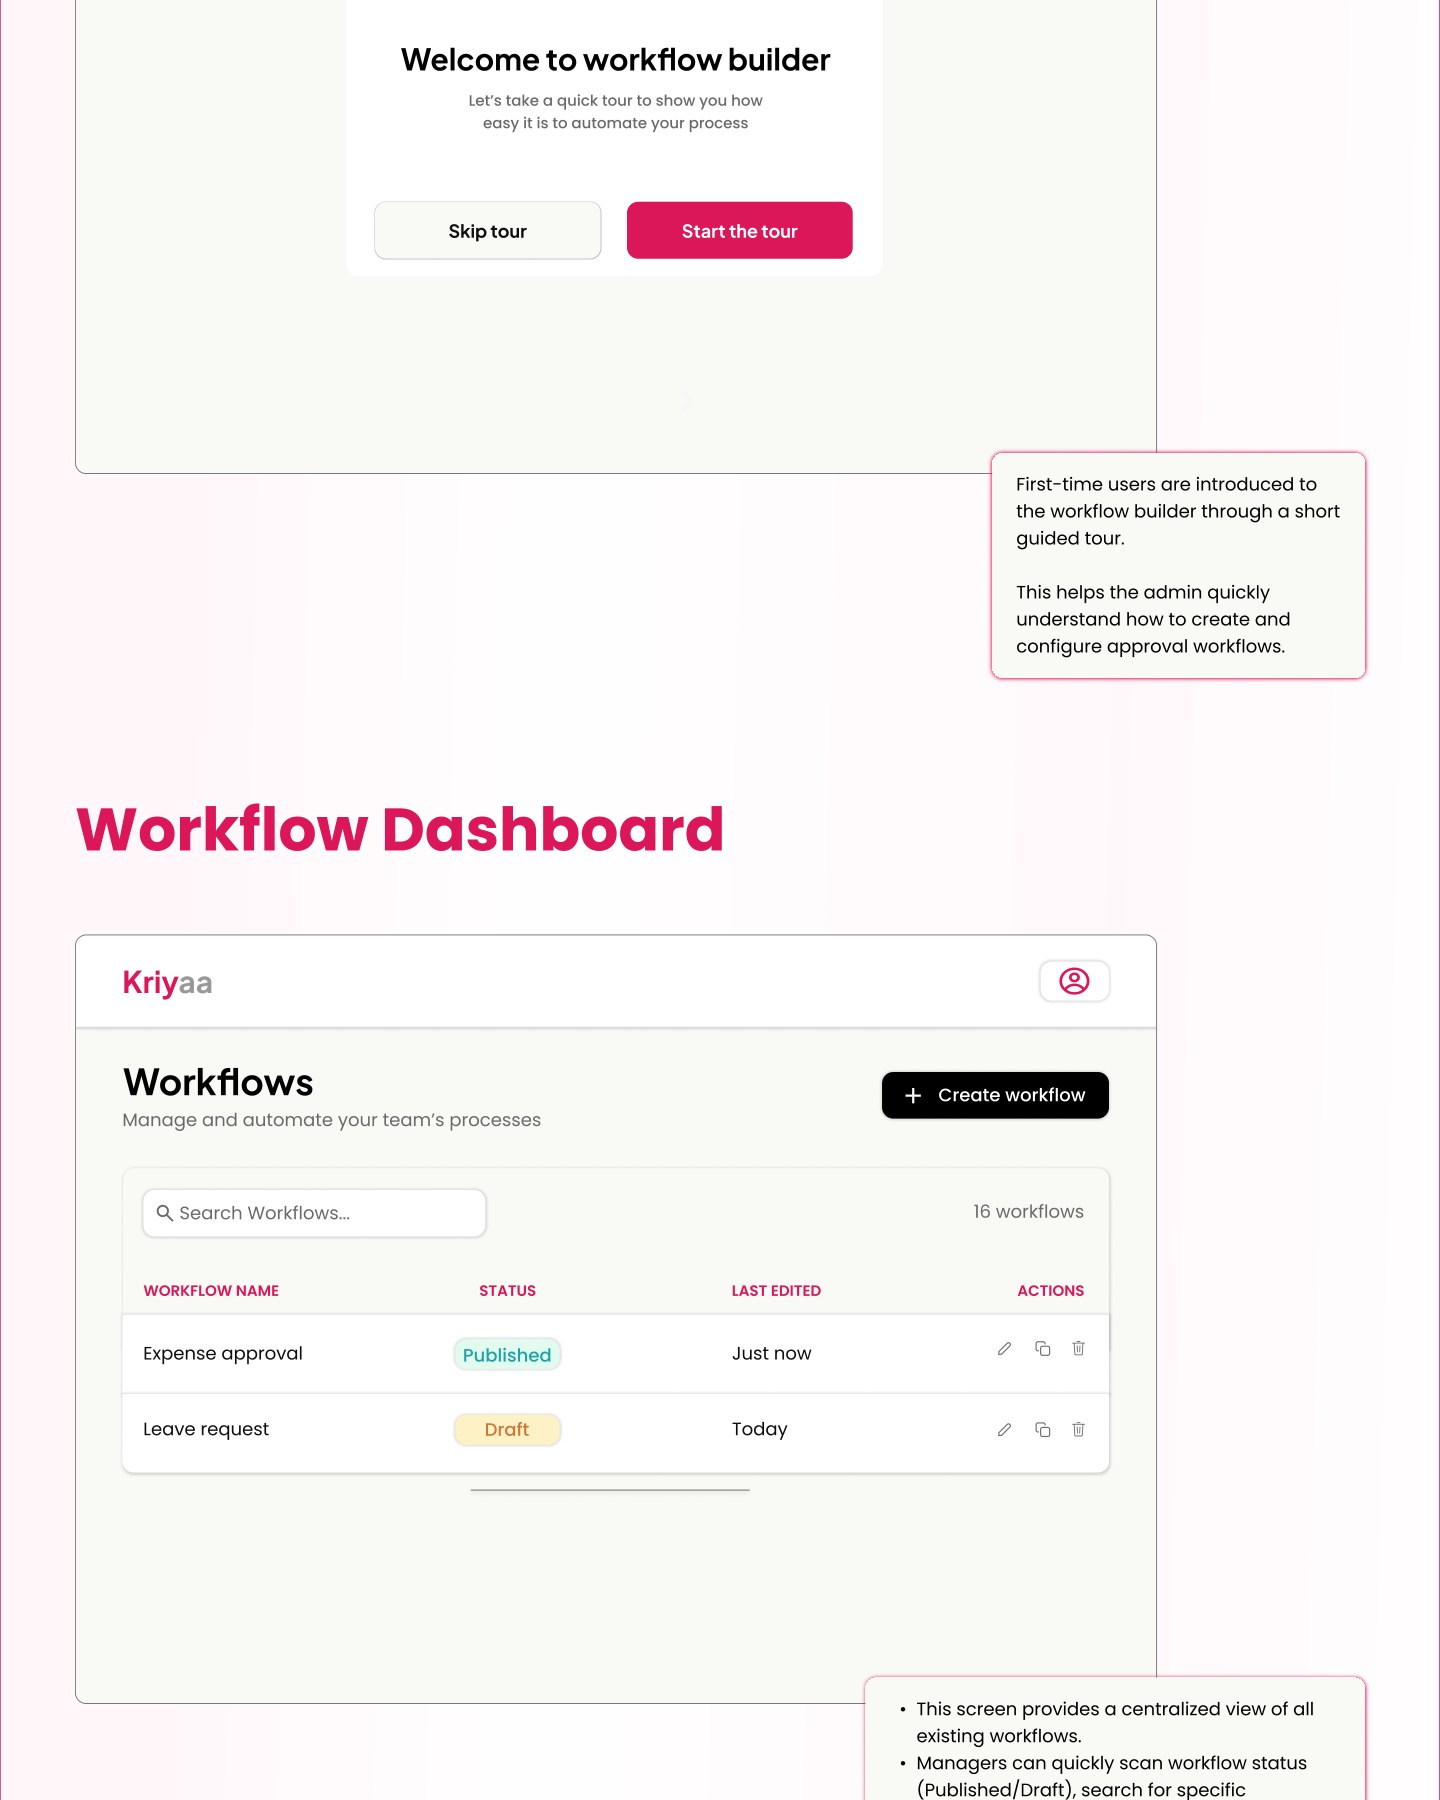 Welcome to workflow builder
Let's take a quick tour to show you how
easy it is to automate your process
Skip tour
Start the tour
First-time users are introduced to
the workflow builder through a short
guided tour.
This helps the admin quickly
understand how to create and
configure approval workflows.
Workflow Dashboard
Kriyaa
Workflows
Manage and automate your team's processes
+ Create workflow
Search Workflows...
16 workflows
WORKFLOW NAME STATUS LAST EDITED ACTIONS
Expense approval Published Just now
Leave request Draft Today
• This screen provides a centralized view of all
existing workflows.
• Managers can quickly scan workflow status
(Published/Draft), search for specific